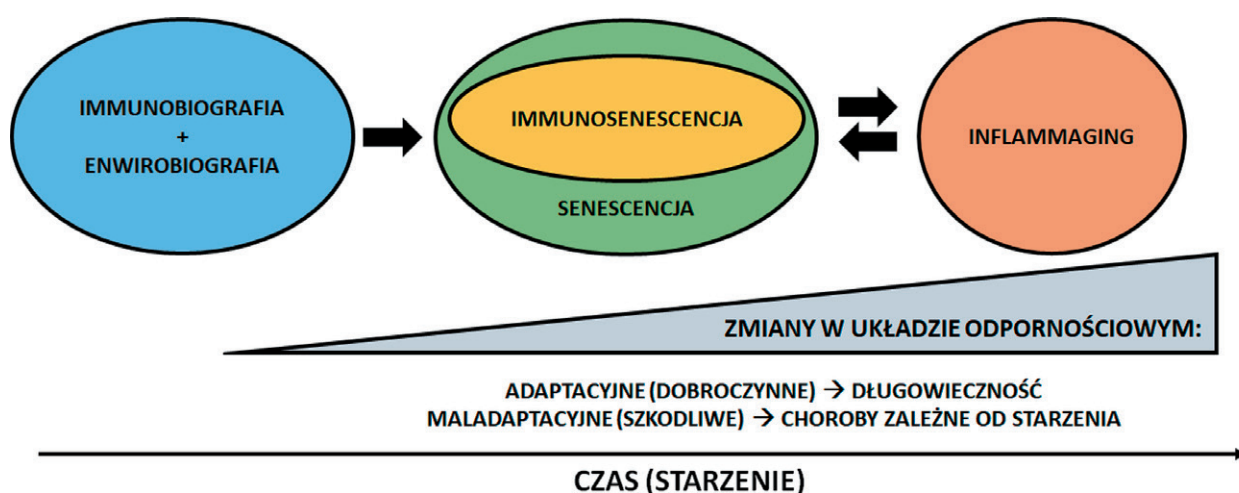 IMMUNOBIOGRAFIA
+
ENWIROBIOGRAFIA
IMMUNOSENESCENCJA
SENESCENCJA
INFLAMMAGING
ZMIANY W UKŁADZIE ODPORNOŚCIOWYM:
ADAPTACYJNE (DOBROCZYNNE) → DŁUGOWIECZNOŚĆ
MALADAPTACYJNE (SZKODLIWE) → CHOROBY ZALEŻNE OD STARZENIA
CZAS (STARZENIE)